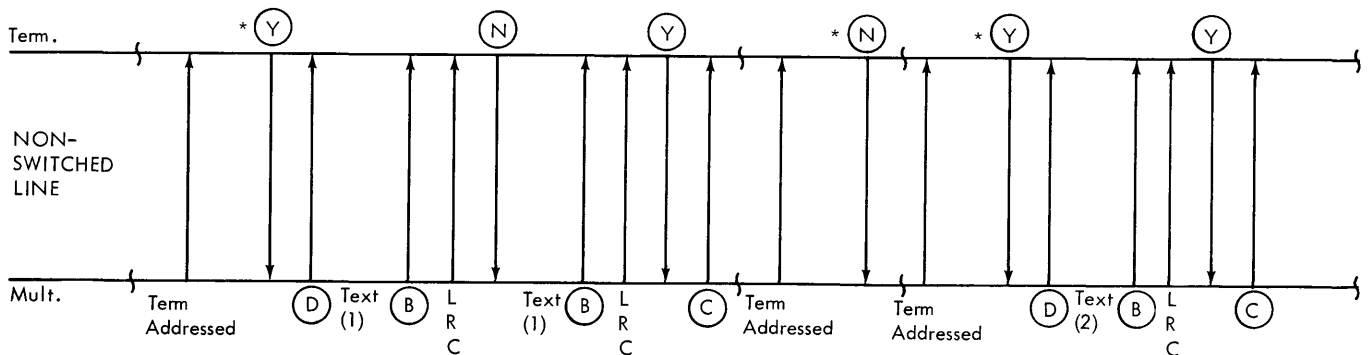 * Y N Y * N * Y Y
Term.
NON-
SWITCHED
LINE
Mult.
Term
Addressed
D
Text
(1)
B
L
R
C
Text
(1)
B
L
R
C
C
Term
Addressed
Term
Addressed
D
Text
(2)
B
L
R
C
C